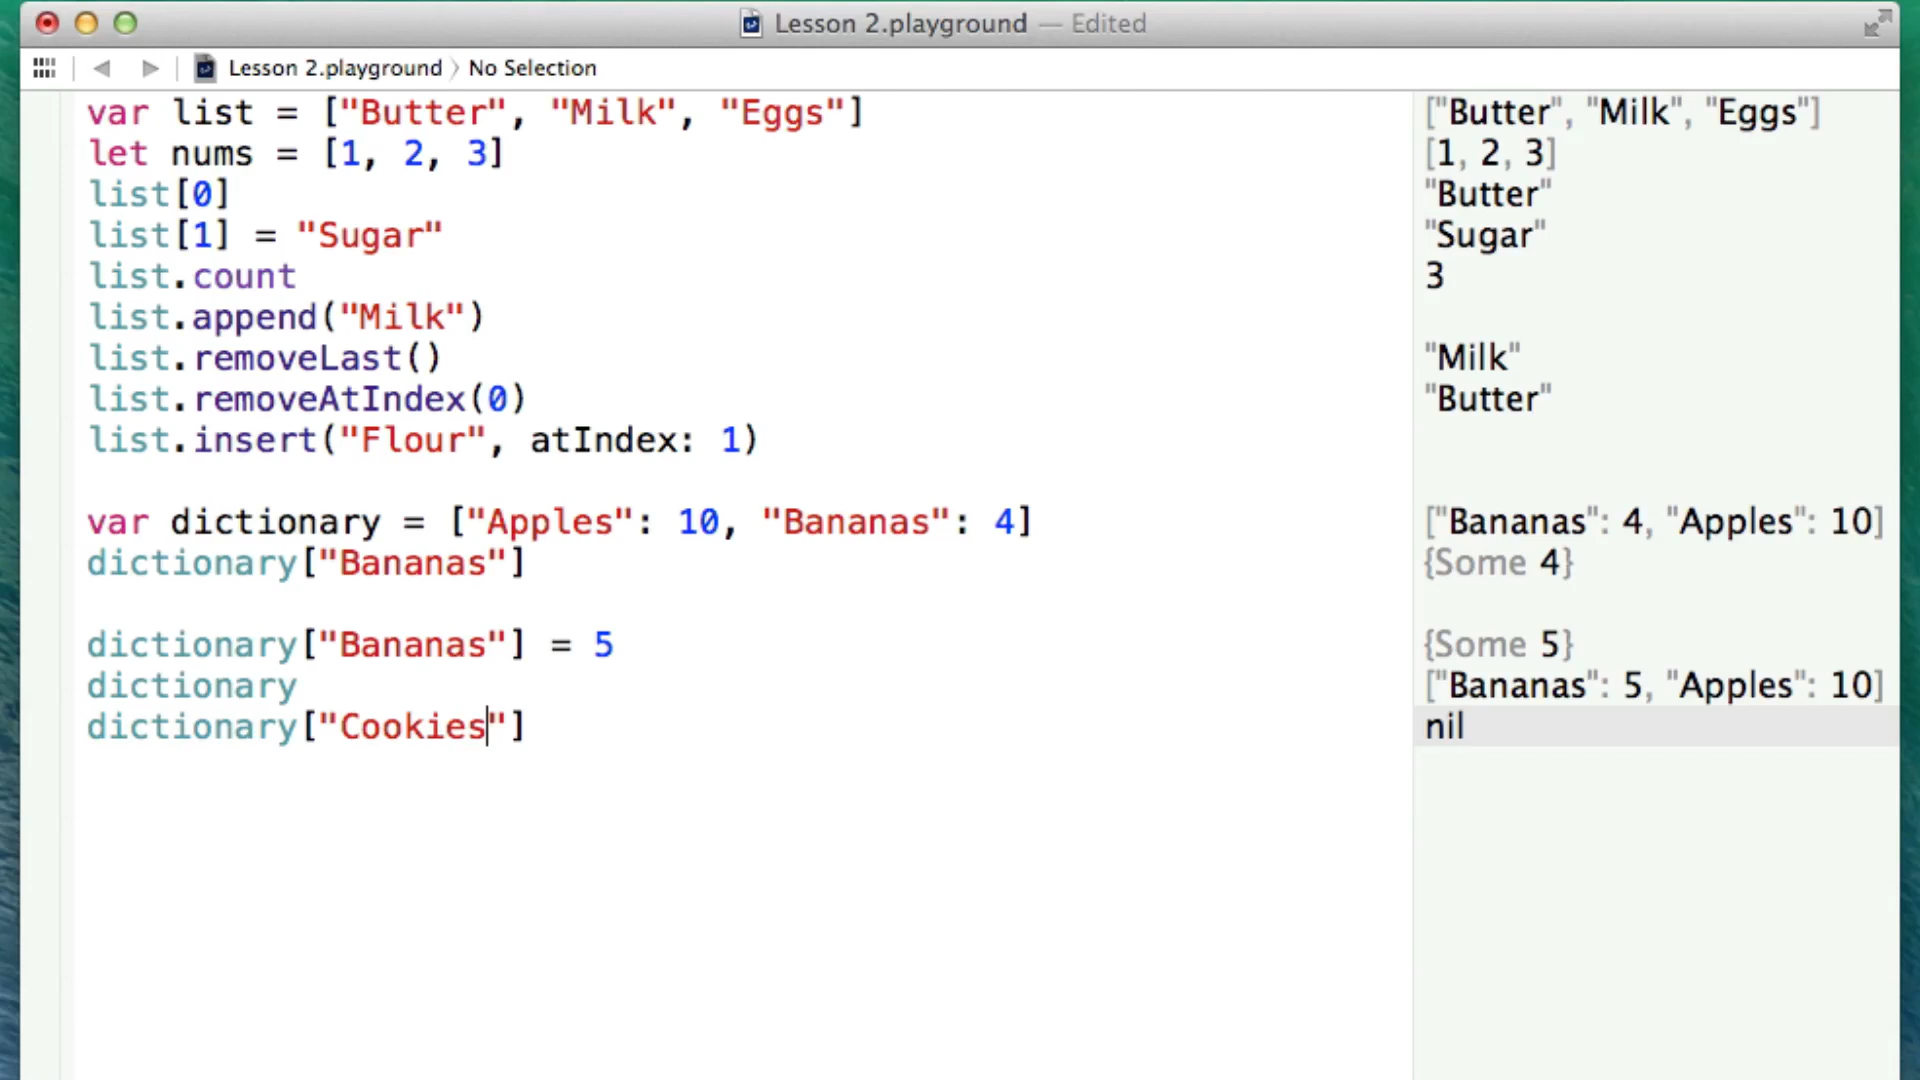 Lesson 2.playground — Edited
Lesson 2.playground 〉 No Selection
var list = ["Butter", "Milk", "Eggs"]
["Butter", "Milk", "Eggs"]
let nums = [1, 2, 3]
[1, 2, 3]
list[0]
"Butter"
list[1] = "Sugar"
"Sugar"
list.count
3
list.append("Milk")
list.removeLast()
"Milk"
list.removeAtIndex(0)
"Butter"
list.insert("Flour", atIndex: 1)
var dictionary = ["Apples": 10, "Bananas": 4]
["Bananas": 4, "Apples": 10]
dictionary["Bananas"]
{Some 4}
dictionary["Bananas"] = 5
{Some 5}
dictionary
["Bananas": 5, "Apples": 10]
dictionary["Cookies"]
nil